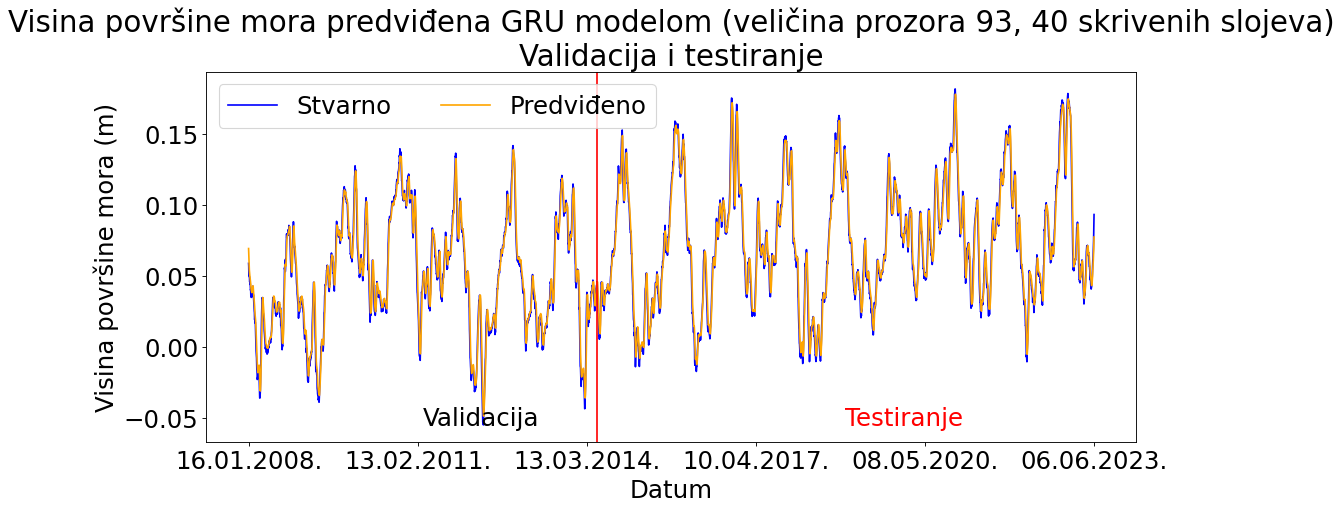 Visina površine mora predviđena GRU modelom (veličina prozora 93, 40 skrivenih slojeva)
Validacija i testiranje
Stvarno
Predviđeno
Visina površine mora (m)
0.15
0.10
0.05
0.00
−0.05
Validacija
Testiranje
16.01.2008.
13.02.2011.
13.03.2014.
10.04.2017.
08.05.2020.
06.06.2023.
Datum